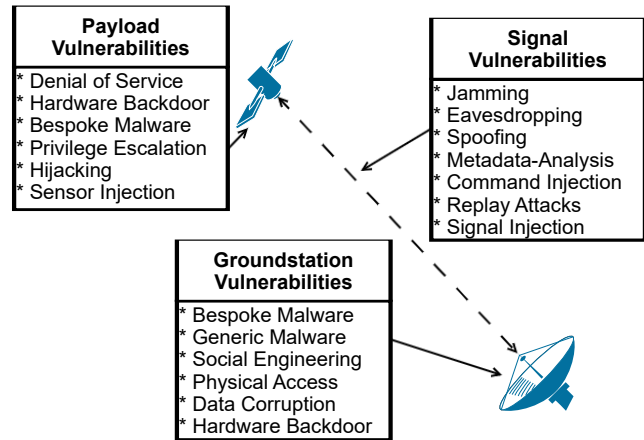 Payload
Vulnerabilities
* Denial of Service
* Hardware Backdoor
* Bespoke Malware
* Privilege Escalation
* Hijacking
* Sensor Injection
Signal
Vulnerabilities
* Jamming
* Eavesdropping
* Spoofing
* Metadata-Analysis
* Command Injection
* Replay Attacks
* Signal Injection
Groundstation
Vulnerabilities
* Bespoke Malware
* Generic Malware
* Social Engineering
* Physical Access
* Data Corruption
* Hardware Backdoor